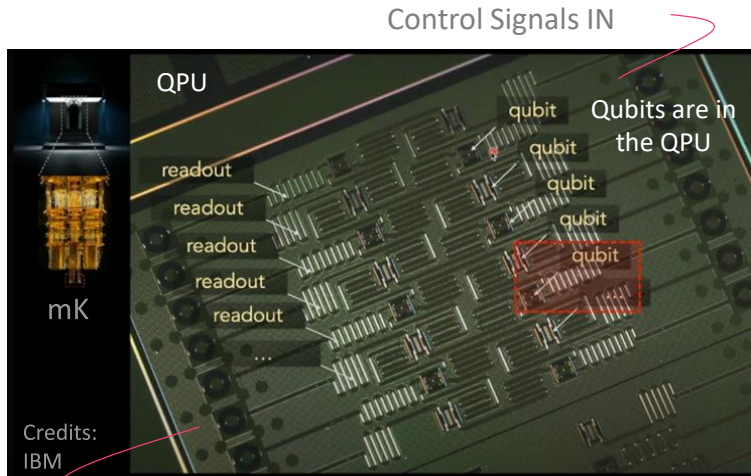 Control Signals IN
QPU
qubit
Qubits are in
the QPU
qubit
readout
qubit
readout
qubit
readout
qubit
readout
mK
readout
...
Credits:
IBM